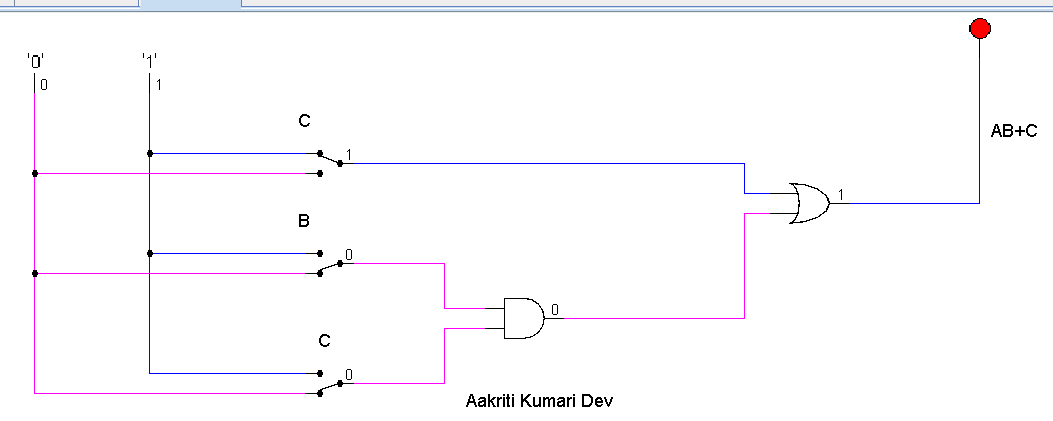 '0' '1'
0 1
C
1
AB+C
1
B
0
0
C
0
Aakriti Kumari Dev